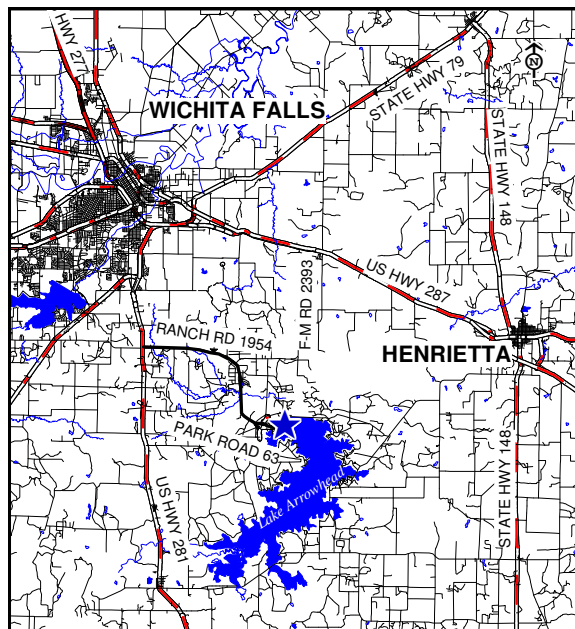 HWY 277
WICHITA FALLS
STATE HWY 79
N
STATE HWY 148
F-M RD 2393
US HWY 287
RANCH RD 1954
HENRIETTA
PARK ROAD 63
Lake Arrowhead
US HWY 281
STATE HWY 148